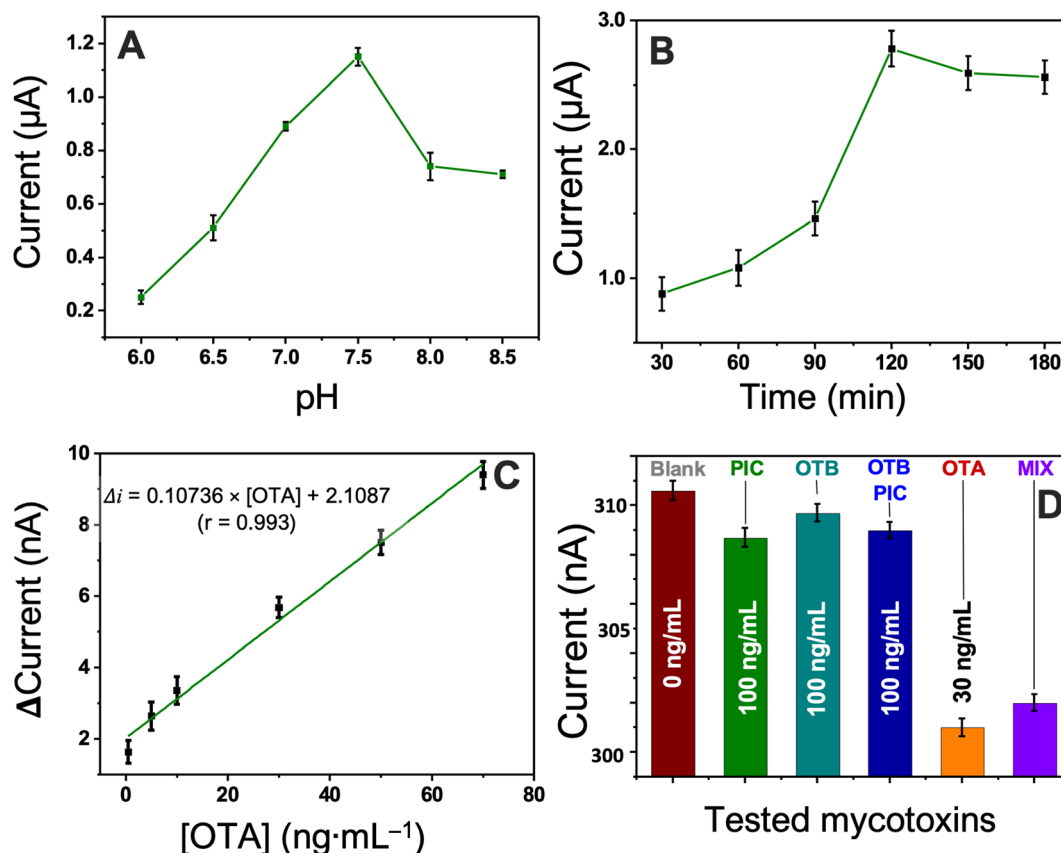 A
Current (µA)
1.2
1.0
0.8
0.6
0.4
0.2
6.0 6.5 7.0 7.5 8.0 8.5
pH
B
Current (µA)
3.0
2.0
1.0
30 60 90 120 150 180
Time (min)
C
ΔCurrent (nA)
10
8
6
4
2
Δi = 0.10736 × [OTA] + 2.1087
(r = 0.993)
0 20 40 60 80
[OTA] (ng·mL⁻¹)
D
Current (nA)
310
305
300
Blank PIC OTB OTB OTA MIX
PIC
0 ng/mL
100 ng/mL
100 ng/mL
100 ng/mL
30 ng/mL
Tested mycotoxins